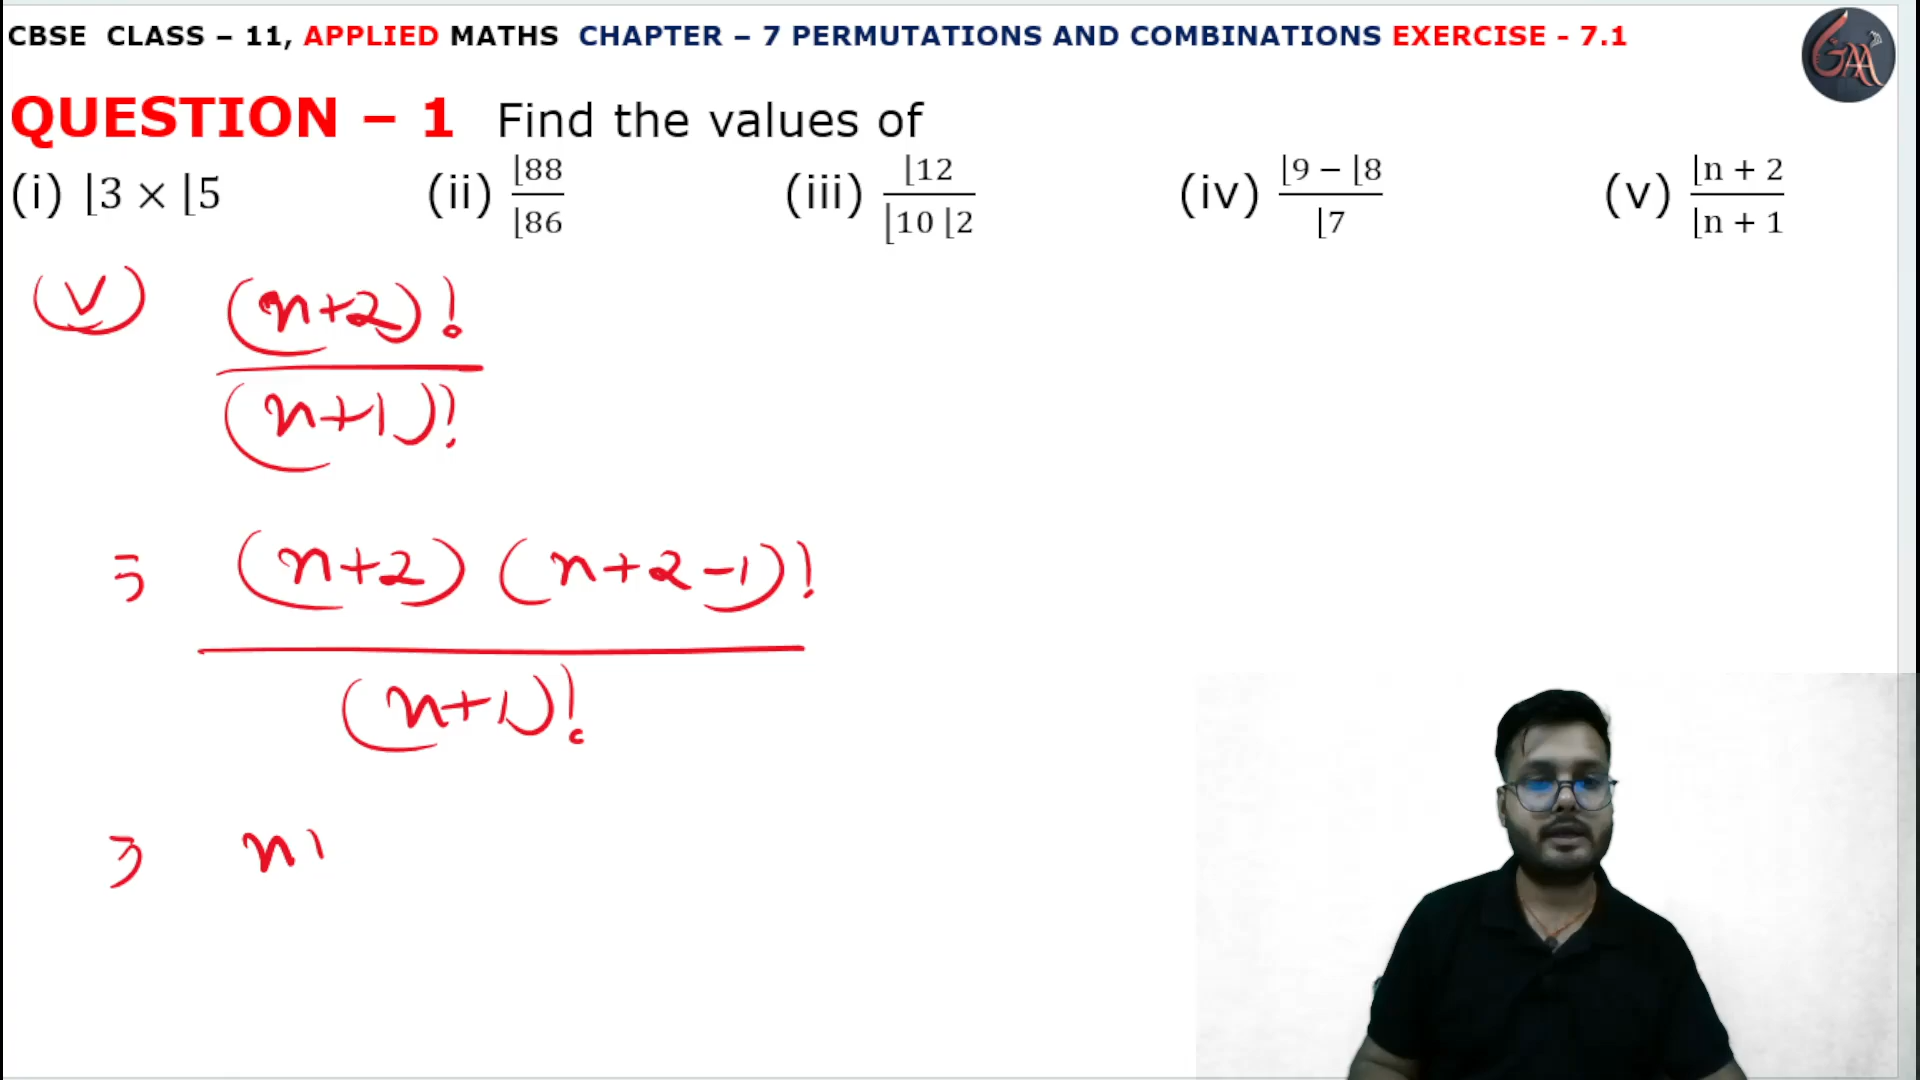 CBSE CLASS – 11, APPLIED MATHS CHAPTER – 7 PERMUTATIONS AND COMBINATIONS EXERCISE - 7.1
GAA
QUESTION – 1 Find the values of
(i) ⌊3 × ⌊5 (ii) ⌊88 / ⌊86 (iii) ⌊12 / ⌊10 ⌊2 (iv) ⌊9 – ⌊8 / ⌊7 (v) ⌊n + 2 / ⌊n + 1
(v) (n+2)! / (n+1)!
= (n+2) (n+2-1)! / (n+1)!
= n